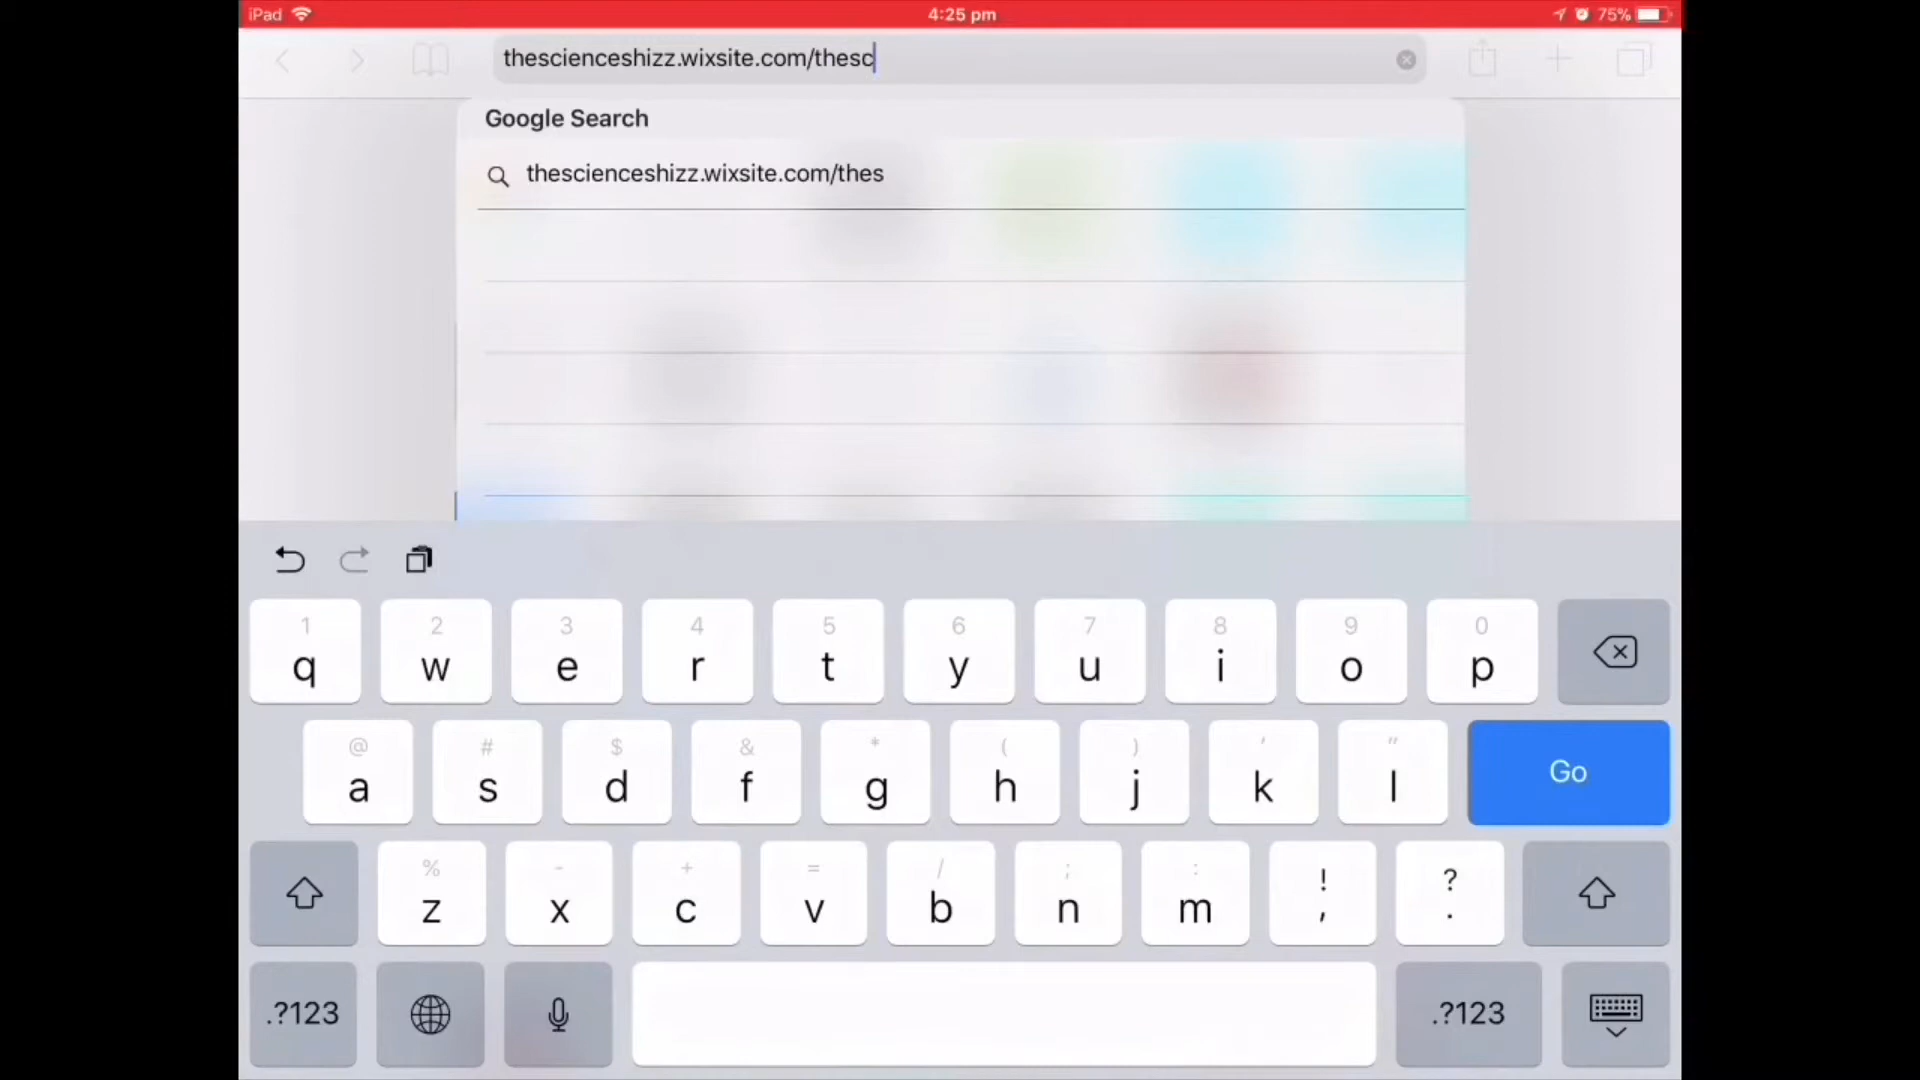 iPad 4:25 pm 75%
thescienceshizz.wixsite.com/thesc
Google Search
thescienceshizz.wixsite.com/thes
1 2 3 4 5 6 7 8 9 0
q w e r t y u i o p
@ # $ & * ( ) ' "
a s d f g h j k l Go
% - + = / ; : ! ?
z x c v b n m , .
.?123 .?123